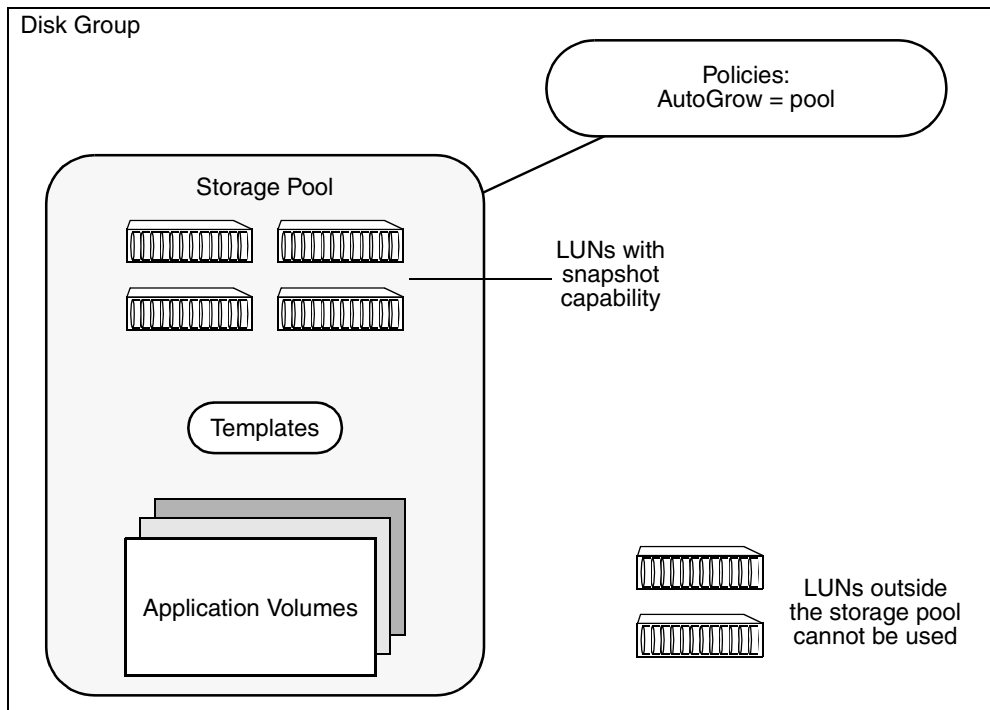 Disk Group
Policies:
AutoGrow = pool
Storage Pool
LUNs with
snapshot
capability
Templates
Application Volumes
LUNs outside
the storage pool
cannot be used